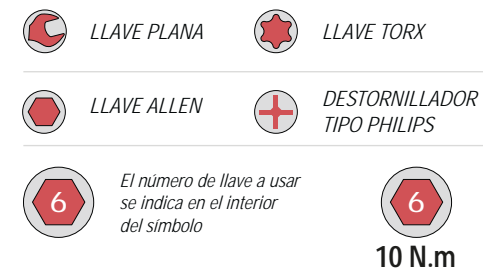 LLAVE PLANA
LLAVE TORX
LLAVE ALLEN
DESTORNILLADOR
TIPO PHILIPS
6
El número de llave a usar
se indica en el interior
del símbolo
6
10 N.m